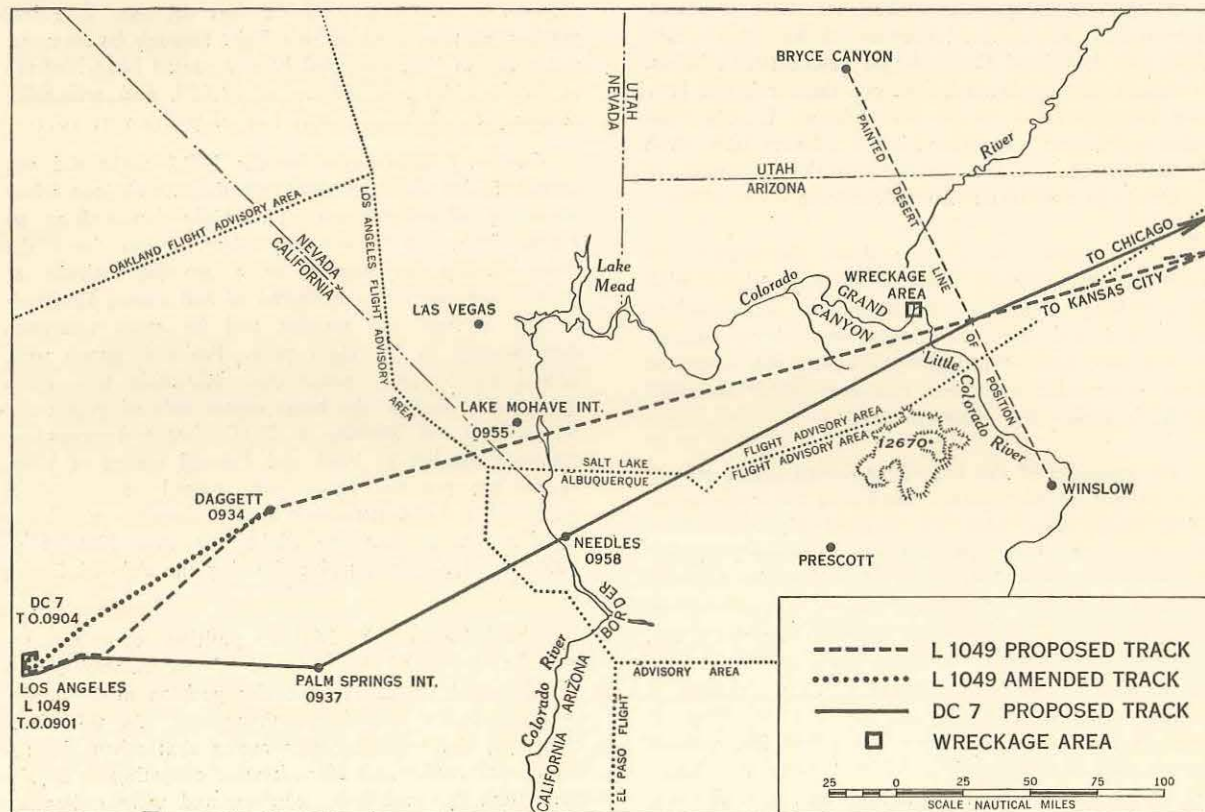 BRYCE CANYON
UTAH
NEVADA
PAINTED
DESERT
LINE
OF
POSITION
River
UTAH
ARIZONA
LOS ANGELES FLIGHT ADVISORY
AREA
OAKLAND FLIGHT ADVISORY AREA
NEVADA
CALIFORNIA
Lake
Mead
LAS VEGAS
Colorado
GRAND
CANYON
WRECKAGE
AREA
TO CHICAGO
TO KANSAS CITY
Little
Colorado River
LAKE MOHAVE INT.
0955
FLIGHT ADVISORY AREA
FLIGHT ADVISORY AREA
12670
SALT LAKE
ALBUQUERQUE
WINSLOW
DAGGETT
0934
NEEDLES
0958
PRESCOTT
DC 7
T O.0904
LOS ANGELES
L 1049
T.O.0901
PALM SPRINGS INT.
0937
BORDER
Colorado River
CALIFORNIA
ARIZONA
EL PASO FLIGHT
ADVISORY AREA
L 1049 PROPOSED TRACK
L 1049 AMENDED TRACK
DC 7 PROPOSED TRACK
WRECKAGE AREA
25 0 25 50 75 100
SCALE NAUTICAL MILES